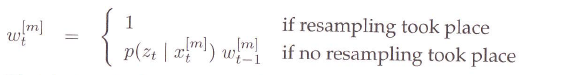 w_t^{[m]} = { 1 if resampling took place
p(z_t | x_t^{[m]}) w_{t-1}^{[m]} if no resampling took place